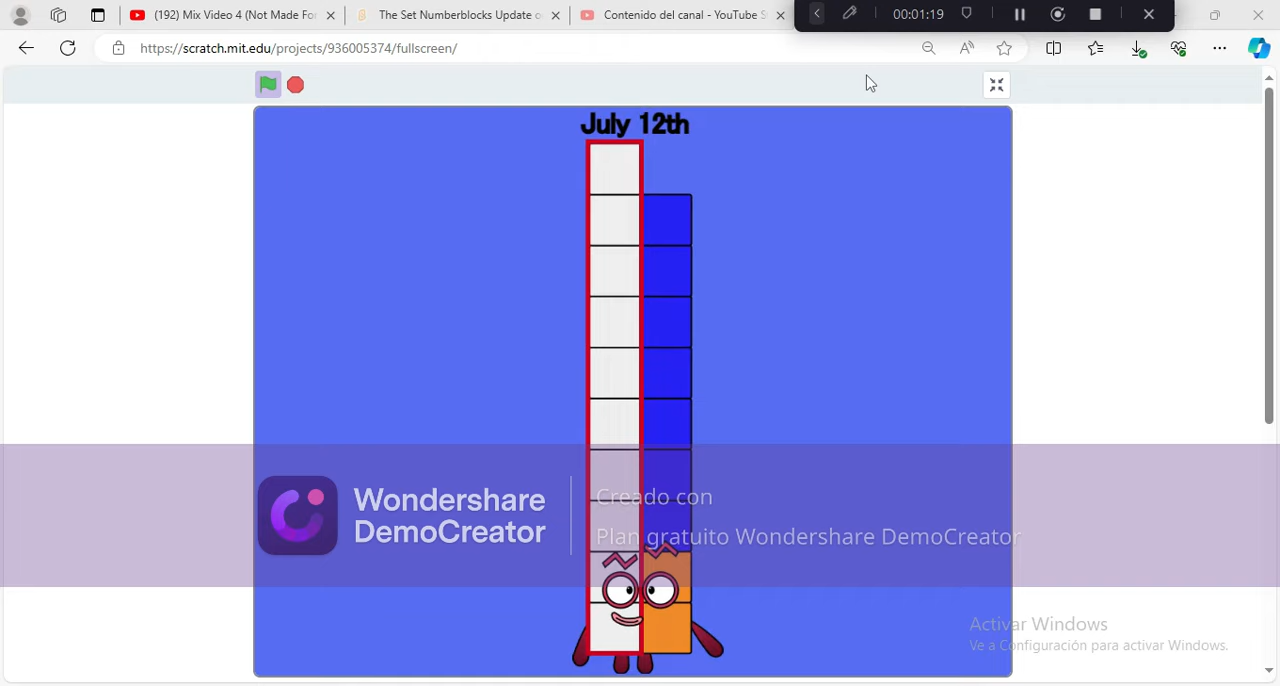 (192) Mix Video 4 (Not Made For
The Set Numberblocks Update o
Contenido del canal - YouTube S
00:01:19
https://scratch.mit.edu/projects/936005374/fullscreen/
July 12th
Wondershare
DemoCreator
Creado con
Plan gratuito Wondershare DemoCreator
Activar Windows
Ve a Configuración para activar Windows.